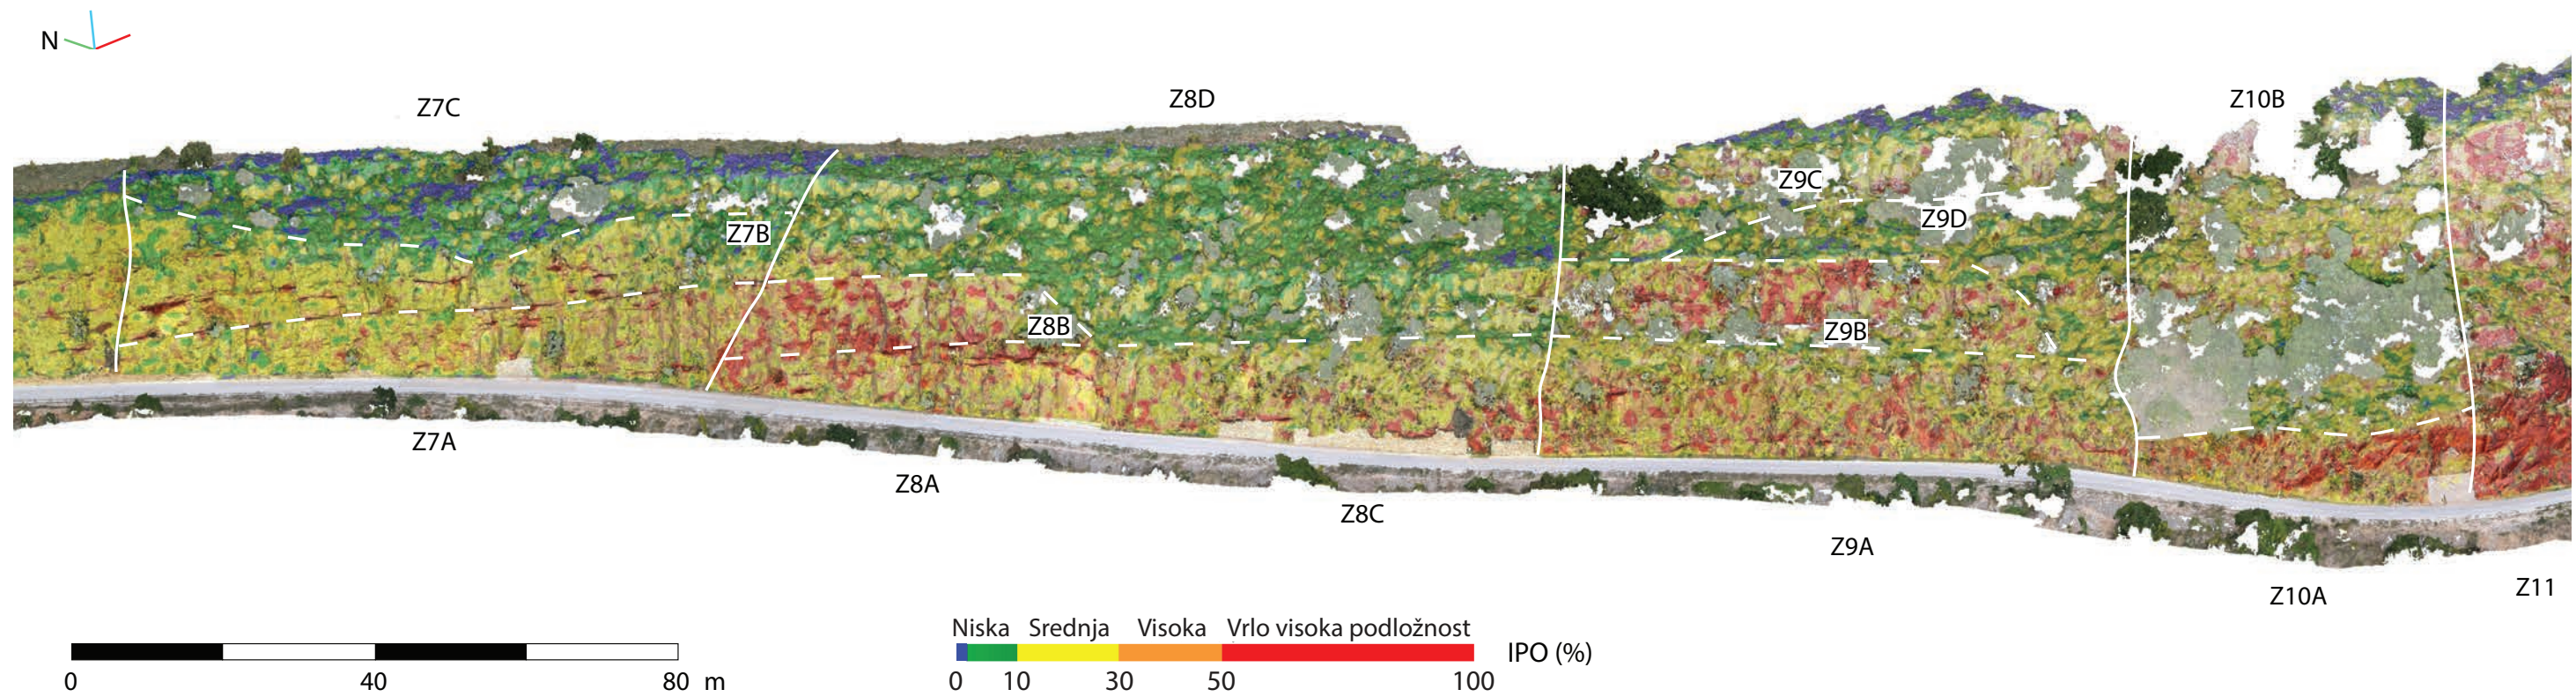 N
Z7C
Z8D
Z10B
Z9C
Z9D
Z7B
Z8B
Z9B
Z7A
Z8A
Z8C
Z9A
Z11
Z10A
Niska Srednja Visoka Vrlo visoka podložnost
IPO (%)
0 40 80 m
0 10 30 50 100